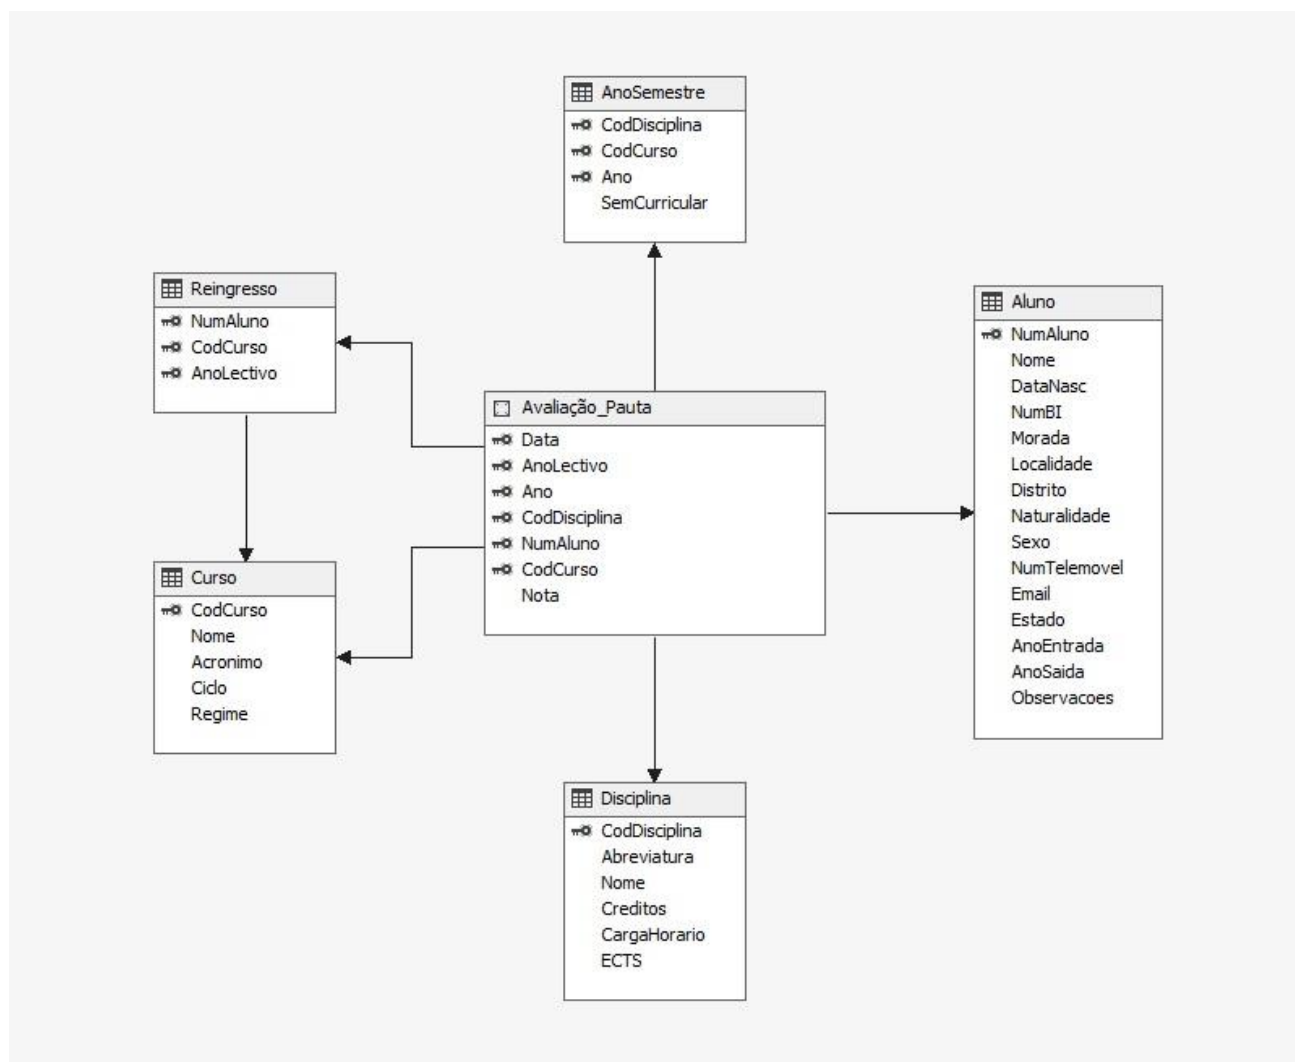 AnoSemestre
CodDisciplina
CodCurso
Ano
SemCurricular
Reingresso
NumAluno
CodCurso
AnoLectivo
Aluno
NumAluno
Nome
DataNasc
NumBI
Morada
Localidade
Distrito
Naturalidade
Sexo
NumTelemovel
Email
Estado
AnoEntrada
AnoSaida
Observacoes
Avaliação_Pauta
Data
AnoLectivo
Ano
CodDisciplina
NumAluno
CodCurso
Nota
Curso
CodCurso
Nome
Acronimo
Ciclo
Regime
Disciplina
CodDisciplina
Abreviatura
Nome
Creditos
CargaHorario
ECTS